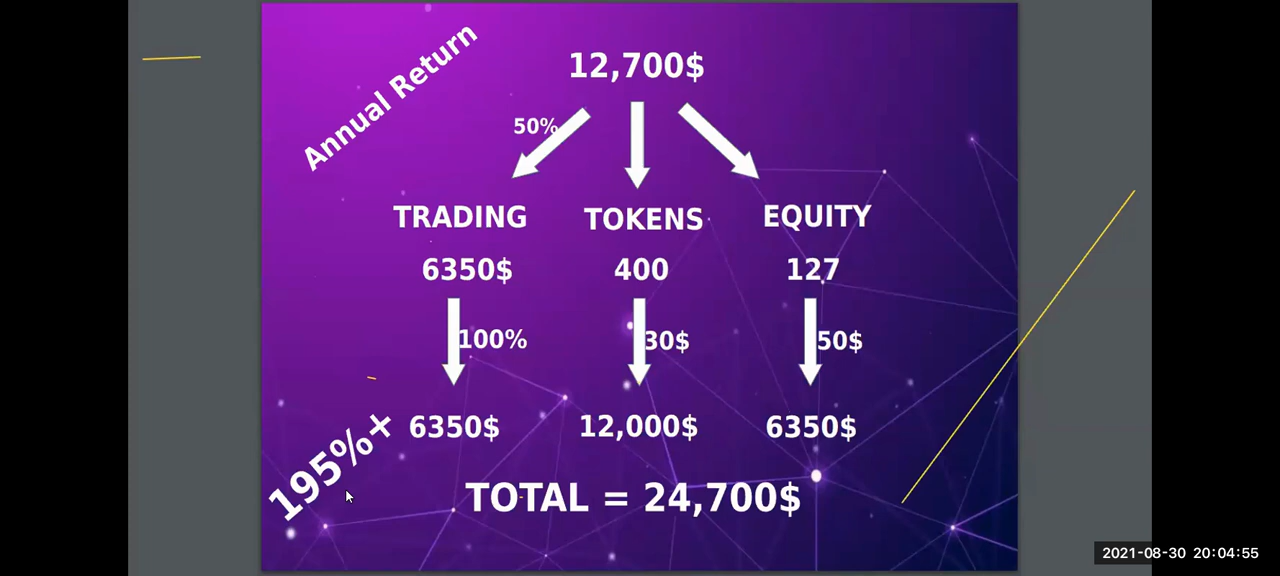 Annual Return
12,700$
50%
TRADING TOKENS EQUITY
6350$ 400 127
100% 30$ 50$
6350$ 12,000$ 6350$
195%+
TOTAL = 24,700$
2021-08-30 20:04:55